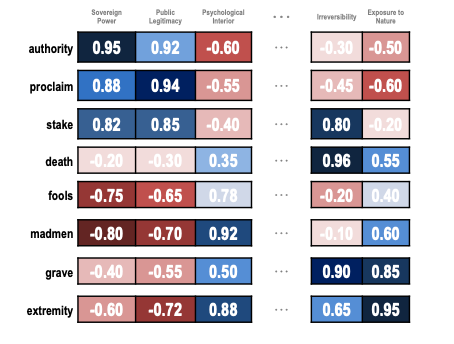 Sovereign Power Public Legitimacy Psychological Interior ... Irreversibility Exposure to Nature
authority 0.95 0.92 -0.60 ... -0.30 -0.50
proclaim 0.88 0.94 -0.55 ... -0.45 -0.60
stake 0.82 0.85 -0.40 ... 0.80 -0.20
death -0.20 -0.30 0.35 ... 0.96 0.55
fools -0.75 -0.65 0.78 ... -0.20 0.40
madmen -0.80 -0.70 0.92 ... -0.10 0.60
grave -0.40 -0.55 0.50 ... 0.90 0.85
extremity -0.60 -0.72 0.88 ... 0.65 0.95